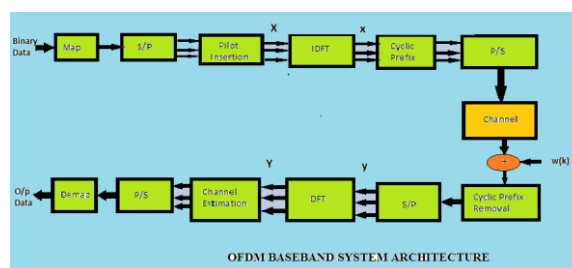 X
x
Binary
Data
Map
S/P
Pilot
Insertion
IDFT
Cyclic
Prefix
P/S
Channel
+
w(k)
Y
y
O/p
Data
Demap
P/S
Channel
Estimation
DFT
S/P
Cyclic Prefix
Removal
OFDM BASEBAND SYSTEM ARCHITECTURE